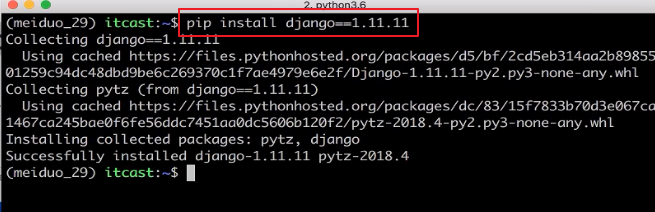 2. python3.6
(meiduo_29) itcast:~$ pip install django==1.11.11
Collecting django==1.11.11
Using cached https://files.pythonhosted.org/packages/d5/bf/2cd5eb314aa2b89855
01259c94dc48dbd9be6c269370c1f7ae4979e6e2f/Django-1.11.11-py2.py3-none-any.whl
Collecting pytz (from django==1.11.11)
Using cached https://files.pythonhosted.org/packages/dc/83/15f7833b70d3e067ca
1467ca245bae0f6fe56ddc7451aa0dc5606b120f2/pytz-2018.4-py2.py3-none-any.whl
Installing collected packages: pytz, django
Successfully installed django-1.11.11 pytz-2018.4
(meiduo_29) itcast:~$